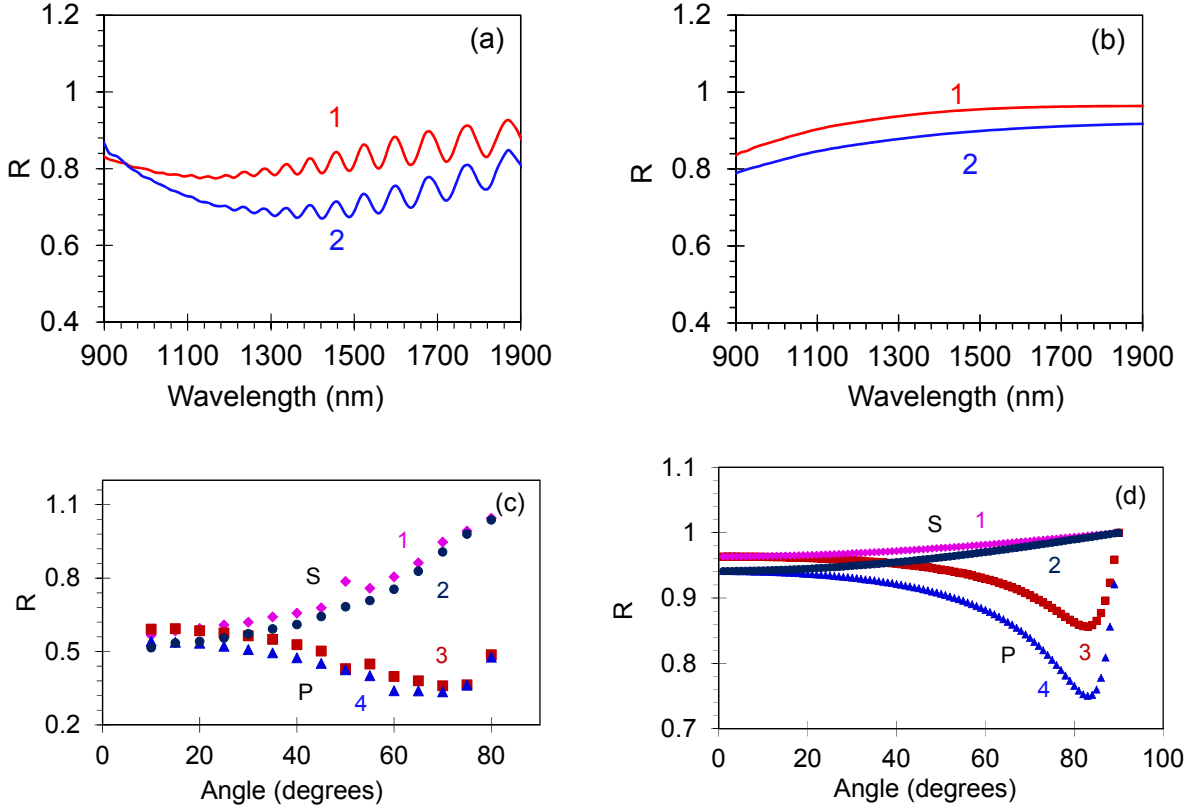 (a)
R
1.2
1
0.8
0.6
0.4
1
2
900 1100 1300 1500 1700 1900
Wavelength (nm)
(b)
R
1.2
1
0.8
0.6
0.4
1
2
900 1100 1300 1500 1700 1900
Wavelength (nm)
(c)
R
1.1
0.8
0.5
0.2
1
S
2
3
P
4
0 20 40 60 80
Angle (degrees)
(d)
R
1.1
1
0.9
0.8
0.7
S
1
2
3
P
4
0 20 40 60 80 100
Angle (degrees)